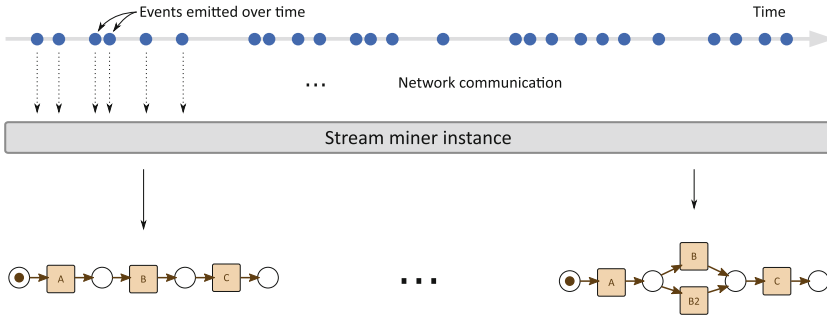 Events emitted over time
Time
... Network communication
Stream miner instance
A B C
...
A B B2 C